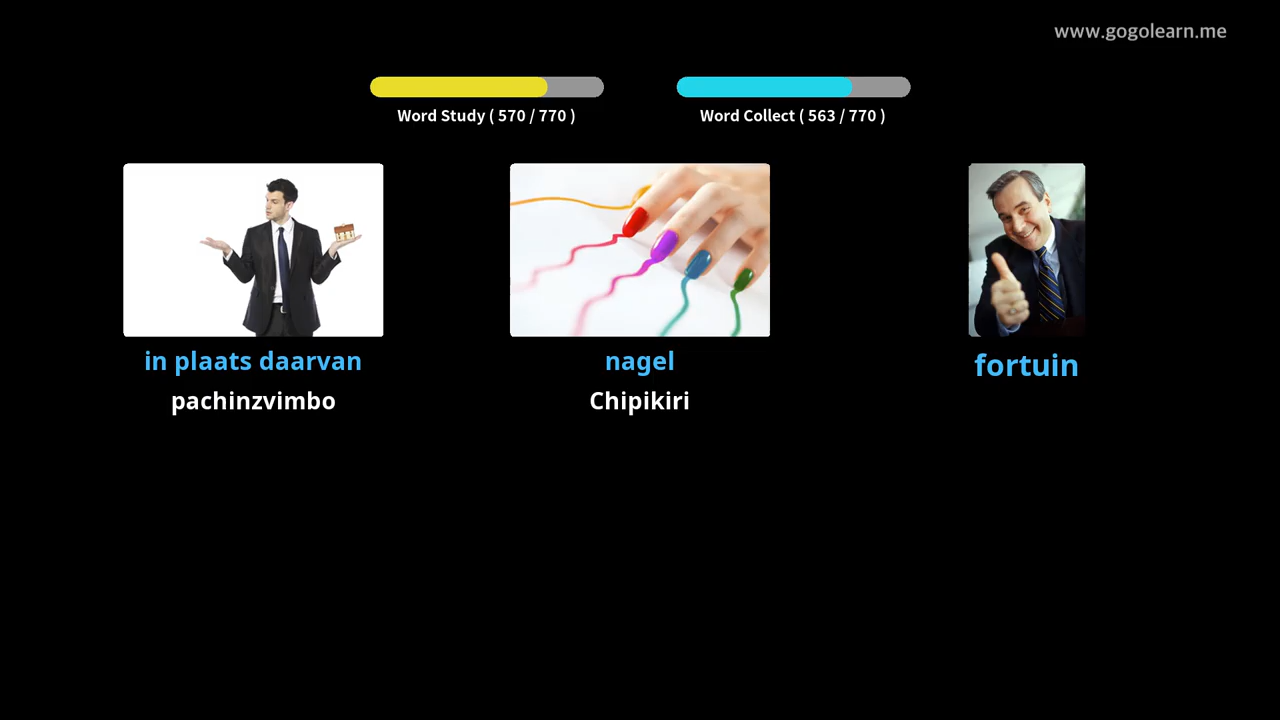 www.gogolearn.me
Word Study ( 570 / 770 )
Word Collect ( 563 / 770 )
in plaats daarvan
pachinzvimbo
nagel
Chipikiri
fortuin